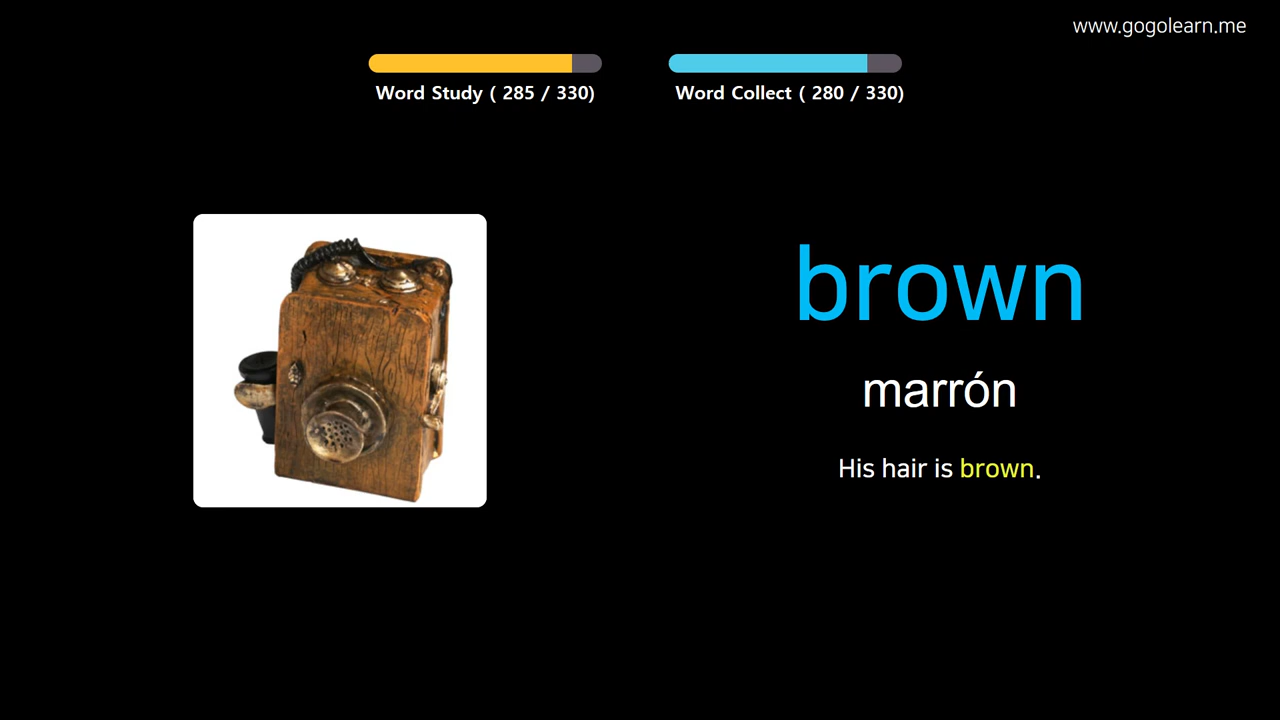 www.gogolearn.me
Word Study ( 285 / 330)
Word Collect ( 280 / 330)
brown
marrón
His hair is brown.